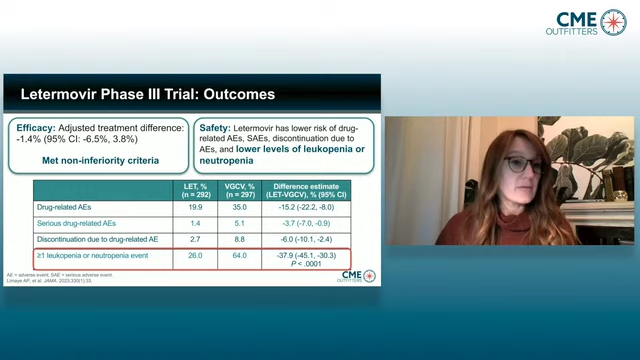 CME
OUTFITTERS
Letermovir Phase III Trial: Outcomes
Efficacy: Adjusted treatment difference:
-1.4% (95% CI: -6.5%, 3.8%)
Met non-inferiority criteria
Safety: Letermovir has lower risk of drug-
related AEs, SAEs, discontinuation due to
AEs, and lower levels of leukopenia or
neutropenia
LET, % VGCV, % Difference estimate
(n = 292) (n = 297) (LET-VGCV), % (95% CI)
Drug-related AEs 19.9 35.0 -15.2 (-22.2, -8.0)
Serious drug-related AEs 1.4 5.1 -3.7 (-7.0, -0.9)
Discontinuation due to drug-related AE 2.7 8.8 -6.0 (-10.1, -2.4)
≥1 leukopenia or neutropenia event 26.0 64.0 -37.9 (-45.1, -30.3)
P < .0001
AE = adverse event; SAE = serious adverse event.
Limaye AP, et al. JAMA. 2023;330(1):33.
CME
OUTFITTERS